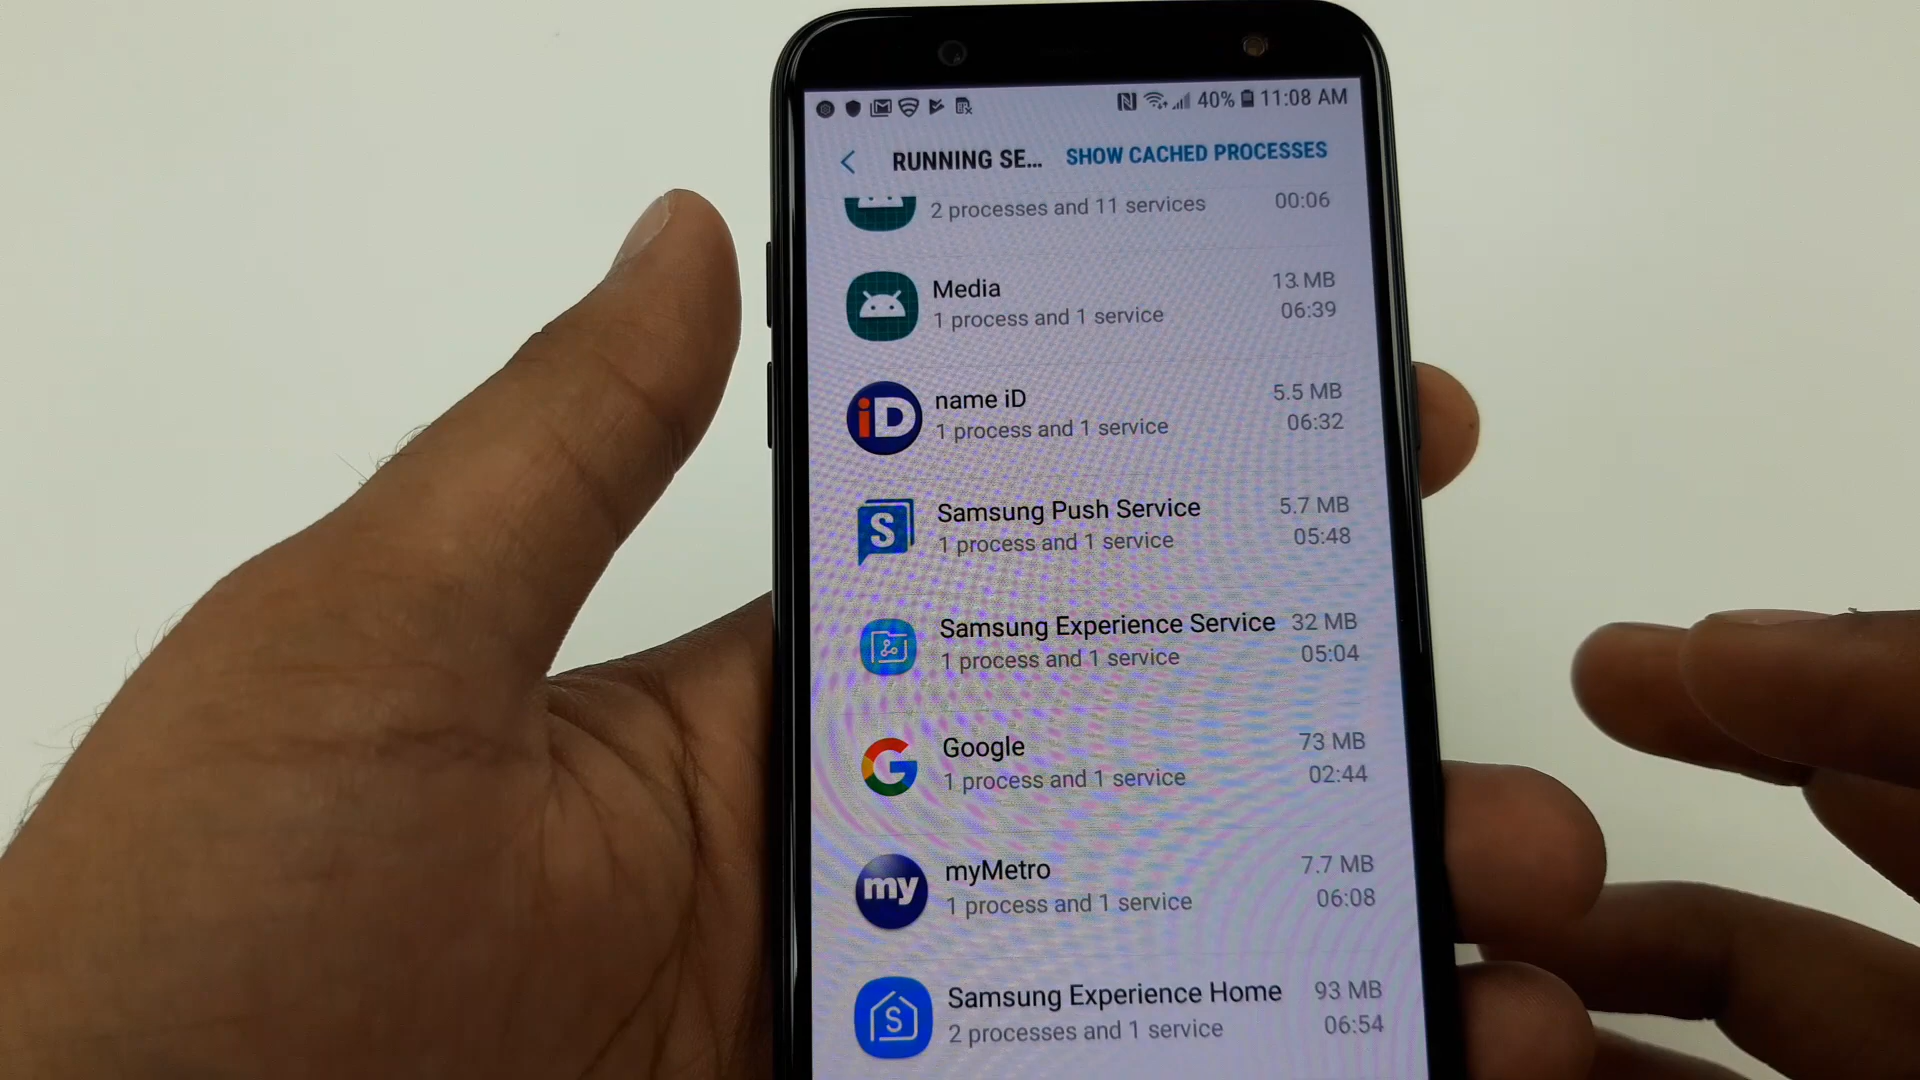 40% 11:08 AM
RUNNING SE... SHOW CACHED PROCESSES
2 processes and 11 services 00:06
Media 13 MB
1 process and 1 service 06:39
iD name iD 5.5 MB
1 process and 1 service 06:32
S Samsung Push Service 5.7 MB
1 process and 1 service 05:48
Samsung Experience Service 32 MB
1 process and 1 service 05:04
G Google 73 MB
1 process and 1 service 02:44
my myMetro 7.7 MB
1 process and 1 service 06:08
S Samsung Experience Home 93 MB
2 processes and 1 service 06:54